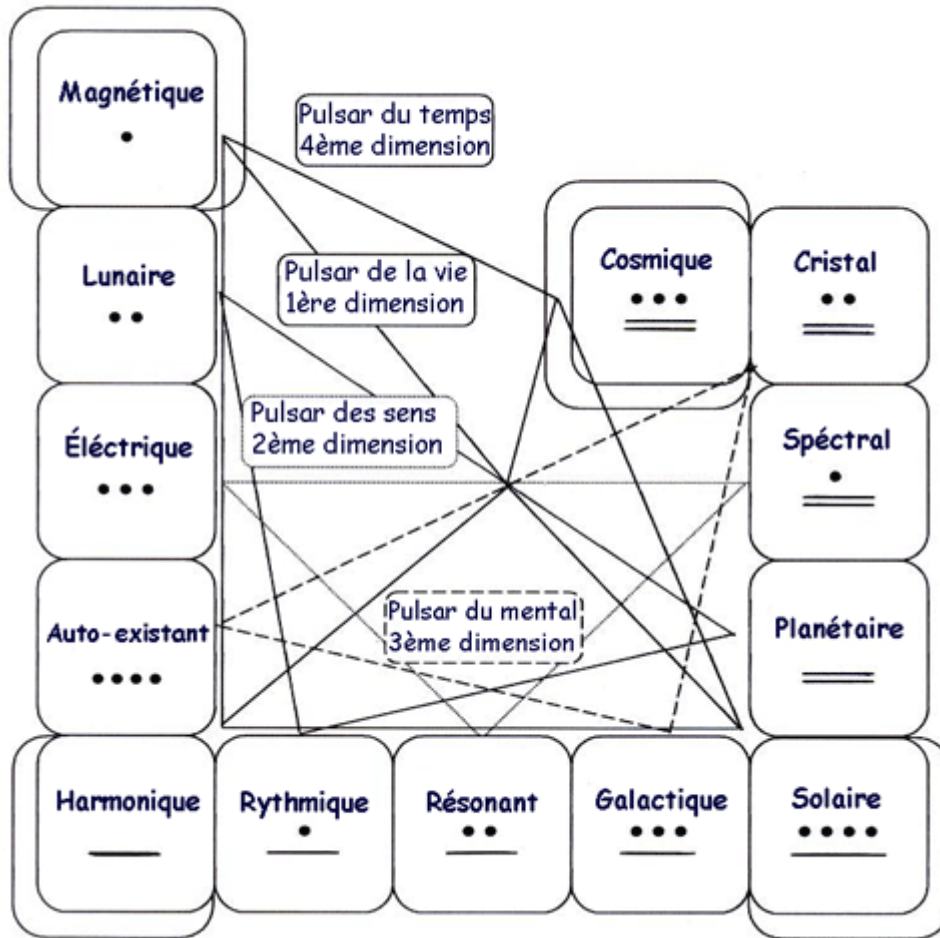 Magnétique
Pulsar du temps
4ème dimension
Lunaire
Pulsar de la vie
1ère dimension
Cosmique
Cristal
Éléctrique
Pulsar des sens
2ème dimension
Spéctral
Auto-existant
Pulsar du mental
3ème dimension
Planétaire
Harmonique
Rythmique
Résonant
Galactique
Solaire